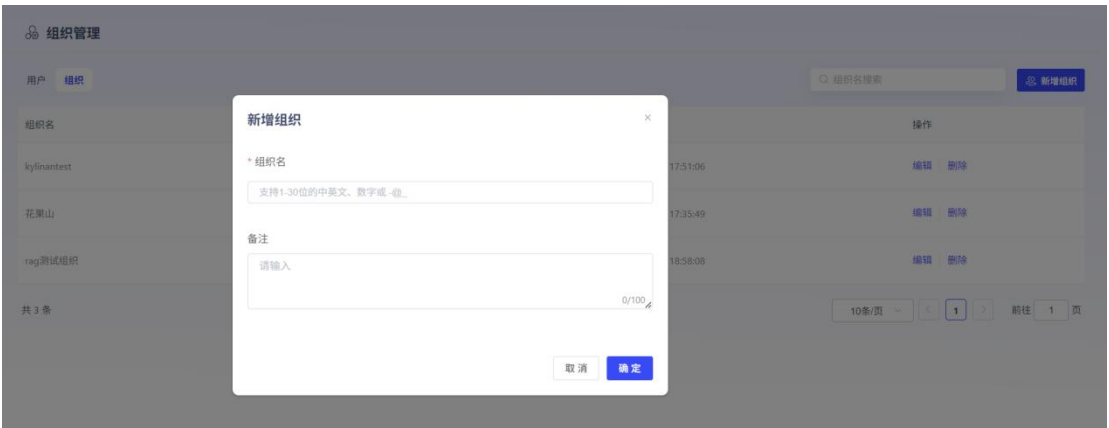 组织管理
用户 组织
组织名搜索
新增组织
组织名
操作
kylinantest
17:51:06
编辑 删除
花果山
17:35:49
编辑 删除
rag测试组织
18:58:08
编辑 删除
共 3 条
10条/页
1
前往 1 页
新增组织
* 组织名
支持1-30位的中英文、数字或 -@_
备注
请输入
0/100
取消 确定